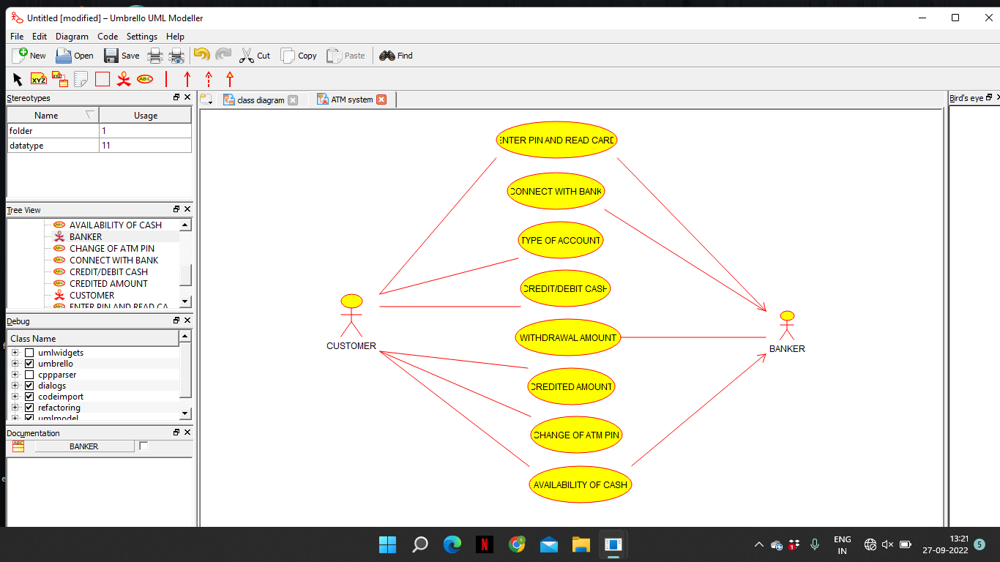 Untitled [modified] – Umbrello UML Modeller
File Edit Diagram Code Settings Help
New Open Save Cut Copy Paste Find
XYZ XYZ ABC
Stereotypes
Name Usage
folder 1
datatype 11
Tree View
AVAILABILITY OF CASH
BANKER
CHANGE OF ATM PIN
CONNECT WITH BANK
CREDIT/DEBIT CASH
CREDITED AMOUNT
CUSTOMER
ENTER PIN AND READ CA
Debug
Class Name
umlwidgets
umbrello
cppparser
dialogs
codeimport
refactoring
umlmodel
Documentation
BANKER
class diagram ATM system
Bird's eye
ENTER PIN AND READ CARD
CONNECT WITH BANK
TYPE OF ACCOUNT
CREDIT/DEBIT CASH
WITHDRAWAL AMOUNT
CREDITED AMOUNT
CHANGE OF ATM PIN
AVAILABILITY OF CASH
CUSTOMER
BANKER
ENG
IN
13:21
27-09-2022
5